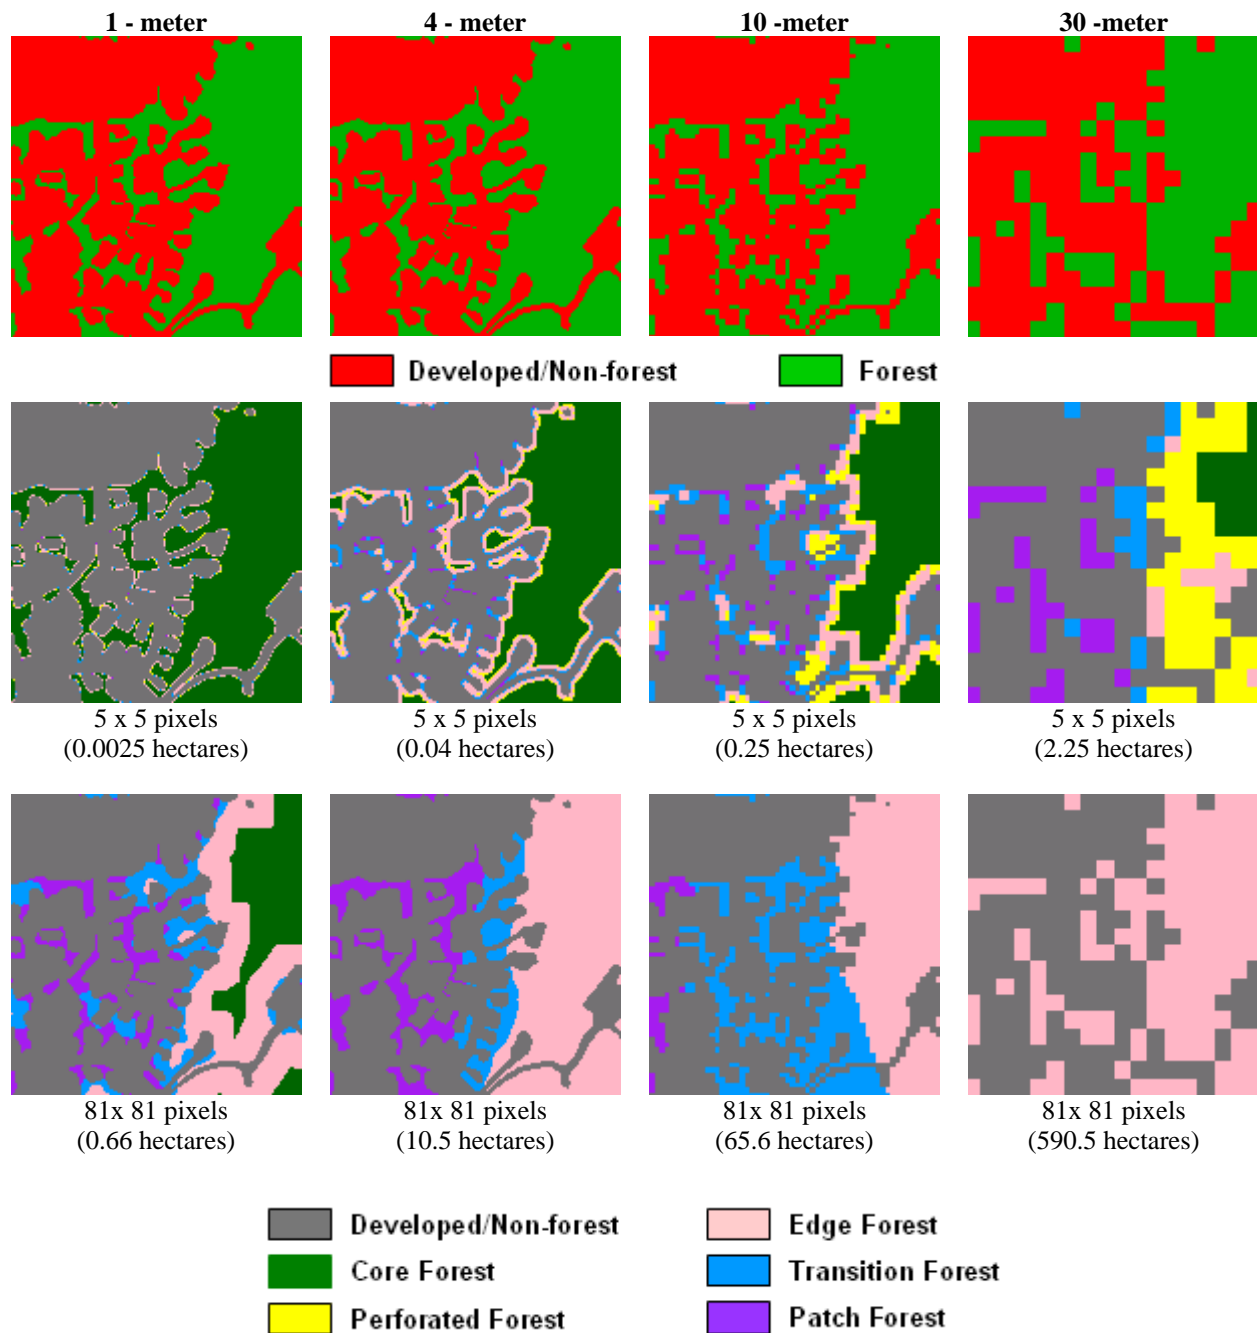 1 - meter 4 - meter 10 -meter 30 -meter
Developed/Non-forest Forest
5 x 5 pixels 5 x 5 pixels 5 x 5 pixels 5 x 5 pixels
(0.0025 hectares) (0.04 hectares) (0.25 hectares) (2.25 hectares)
81x 81 pixels 81x 81 pixels 81x 81 pixels 81x 81 pixels
(0.66 hectares) (10.5 hectares) (65.6 hectares) (590.5 hectares)
Developed/Non-forest Edge Forest
Core Forest Transition Forest
Perforated Forest Patch Forest